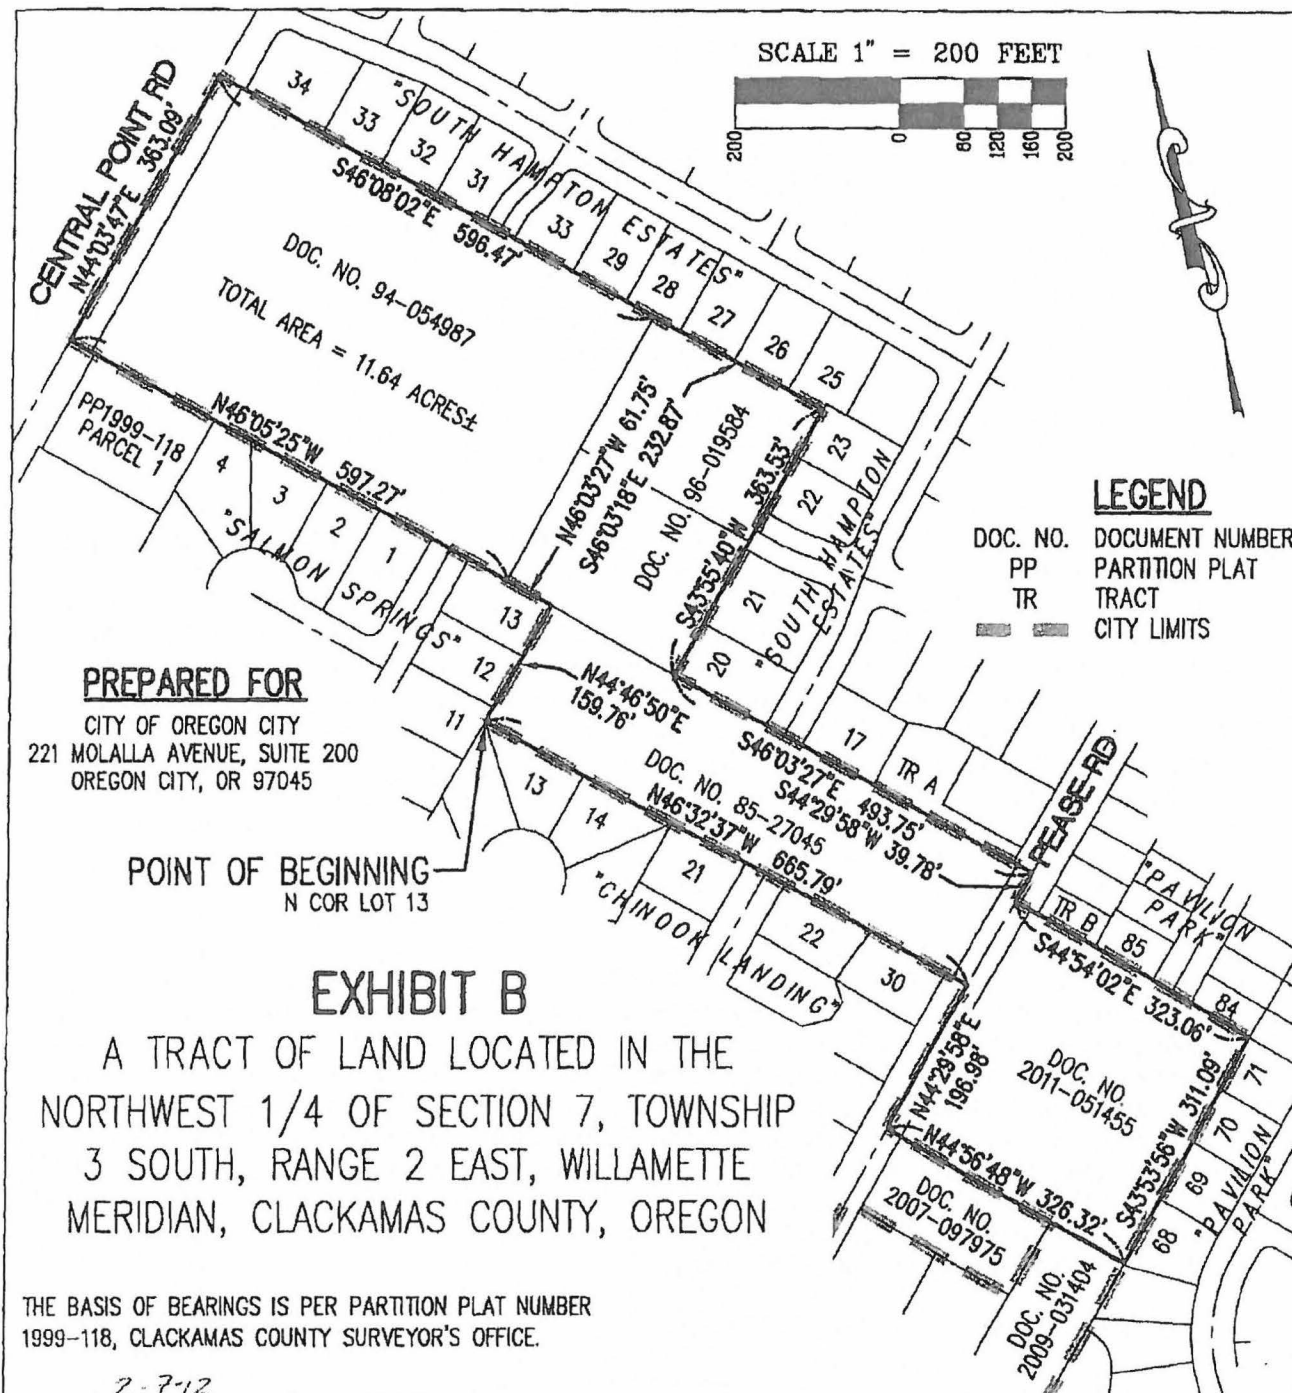 SCALE 1" = 200 FEET
200 0 80 120 160 200
CENTRAL POINT RD
N44°03'47"E 363.09'
34
33
32
31
33
29
28
27
26
25
"SOUTH HAMPTON ESTATES"
S46°08'02"E 596.47'
DOC. NO. 94-054987
TOTAL AREA = 11.64 ACRES±
N46°05'25"W 597.27'
PP1999-118
PARCEL 1
4
3
2
1
"SALMON SPRINGS"
13
12
11
N46°03'27"W 61.75'
S46°03'18"E 232.87'
DOC. NO. 96-019584
S43°55'40"W 363.53'
23
22
21
20
"SOUTH HAMPTON
ESTATES"
LEGEND
DOC. NO. DOCUMENT NUMBER
PP PARTITION PLAT
TR TRACT
CITY LIMITS
PREPARED FOR
CITY OF OREGON CITY
221 MOLALLA AVENUE, SUITE 200
OREGON CITY, OR 97045
N44°46'50"E
159.76'
S46°03'27"E 493.75'
S44°29'58"W 39.78'
DOC. NO. 85-27045
N46°32'37"W 665.79'
17
TR A
PEASE RD
POINT OF BEGINNING
N COR LOT 13
13
14
21
22
30
"CHINOOK LANDING"
TR B
85
84
"PAVILION
PARK"
S44°54'02"E 323.06'
DOC. NO.
2011-051455
N44°29'58"E
196.98'
N44°56'48"W 326.32'
S43°53'56"W 311.09'
71
70
69
68
"PAVILION
PARK"
DOC. NO.
2007-097975
DOC. NO.
2009-031404
EXHIBIT B
A TRACT OF LAND LOCATED IN THE
NORTHWEST 1/4 OF SECTION 7, TOWNSHIP
3 SOUTH, RANGE 2 EAST, WILLAMETTE
MERIDIAN, CLACKAMAS COUNTY, OREGON
THE BASIS OF BEARINGS IS PER PARTITION PLAT NUMBER
1999-118, CLACKAMAS COUNTY SURVEYOR'S OFFICE.
2-7-12